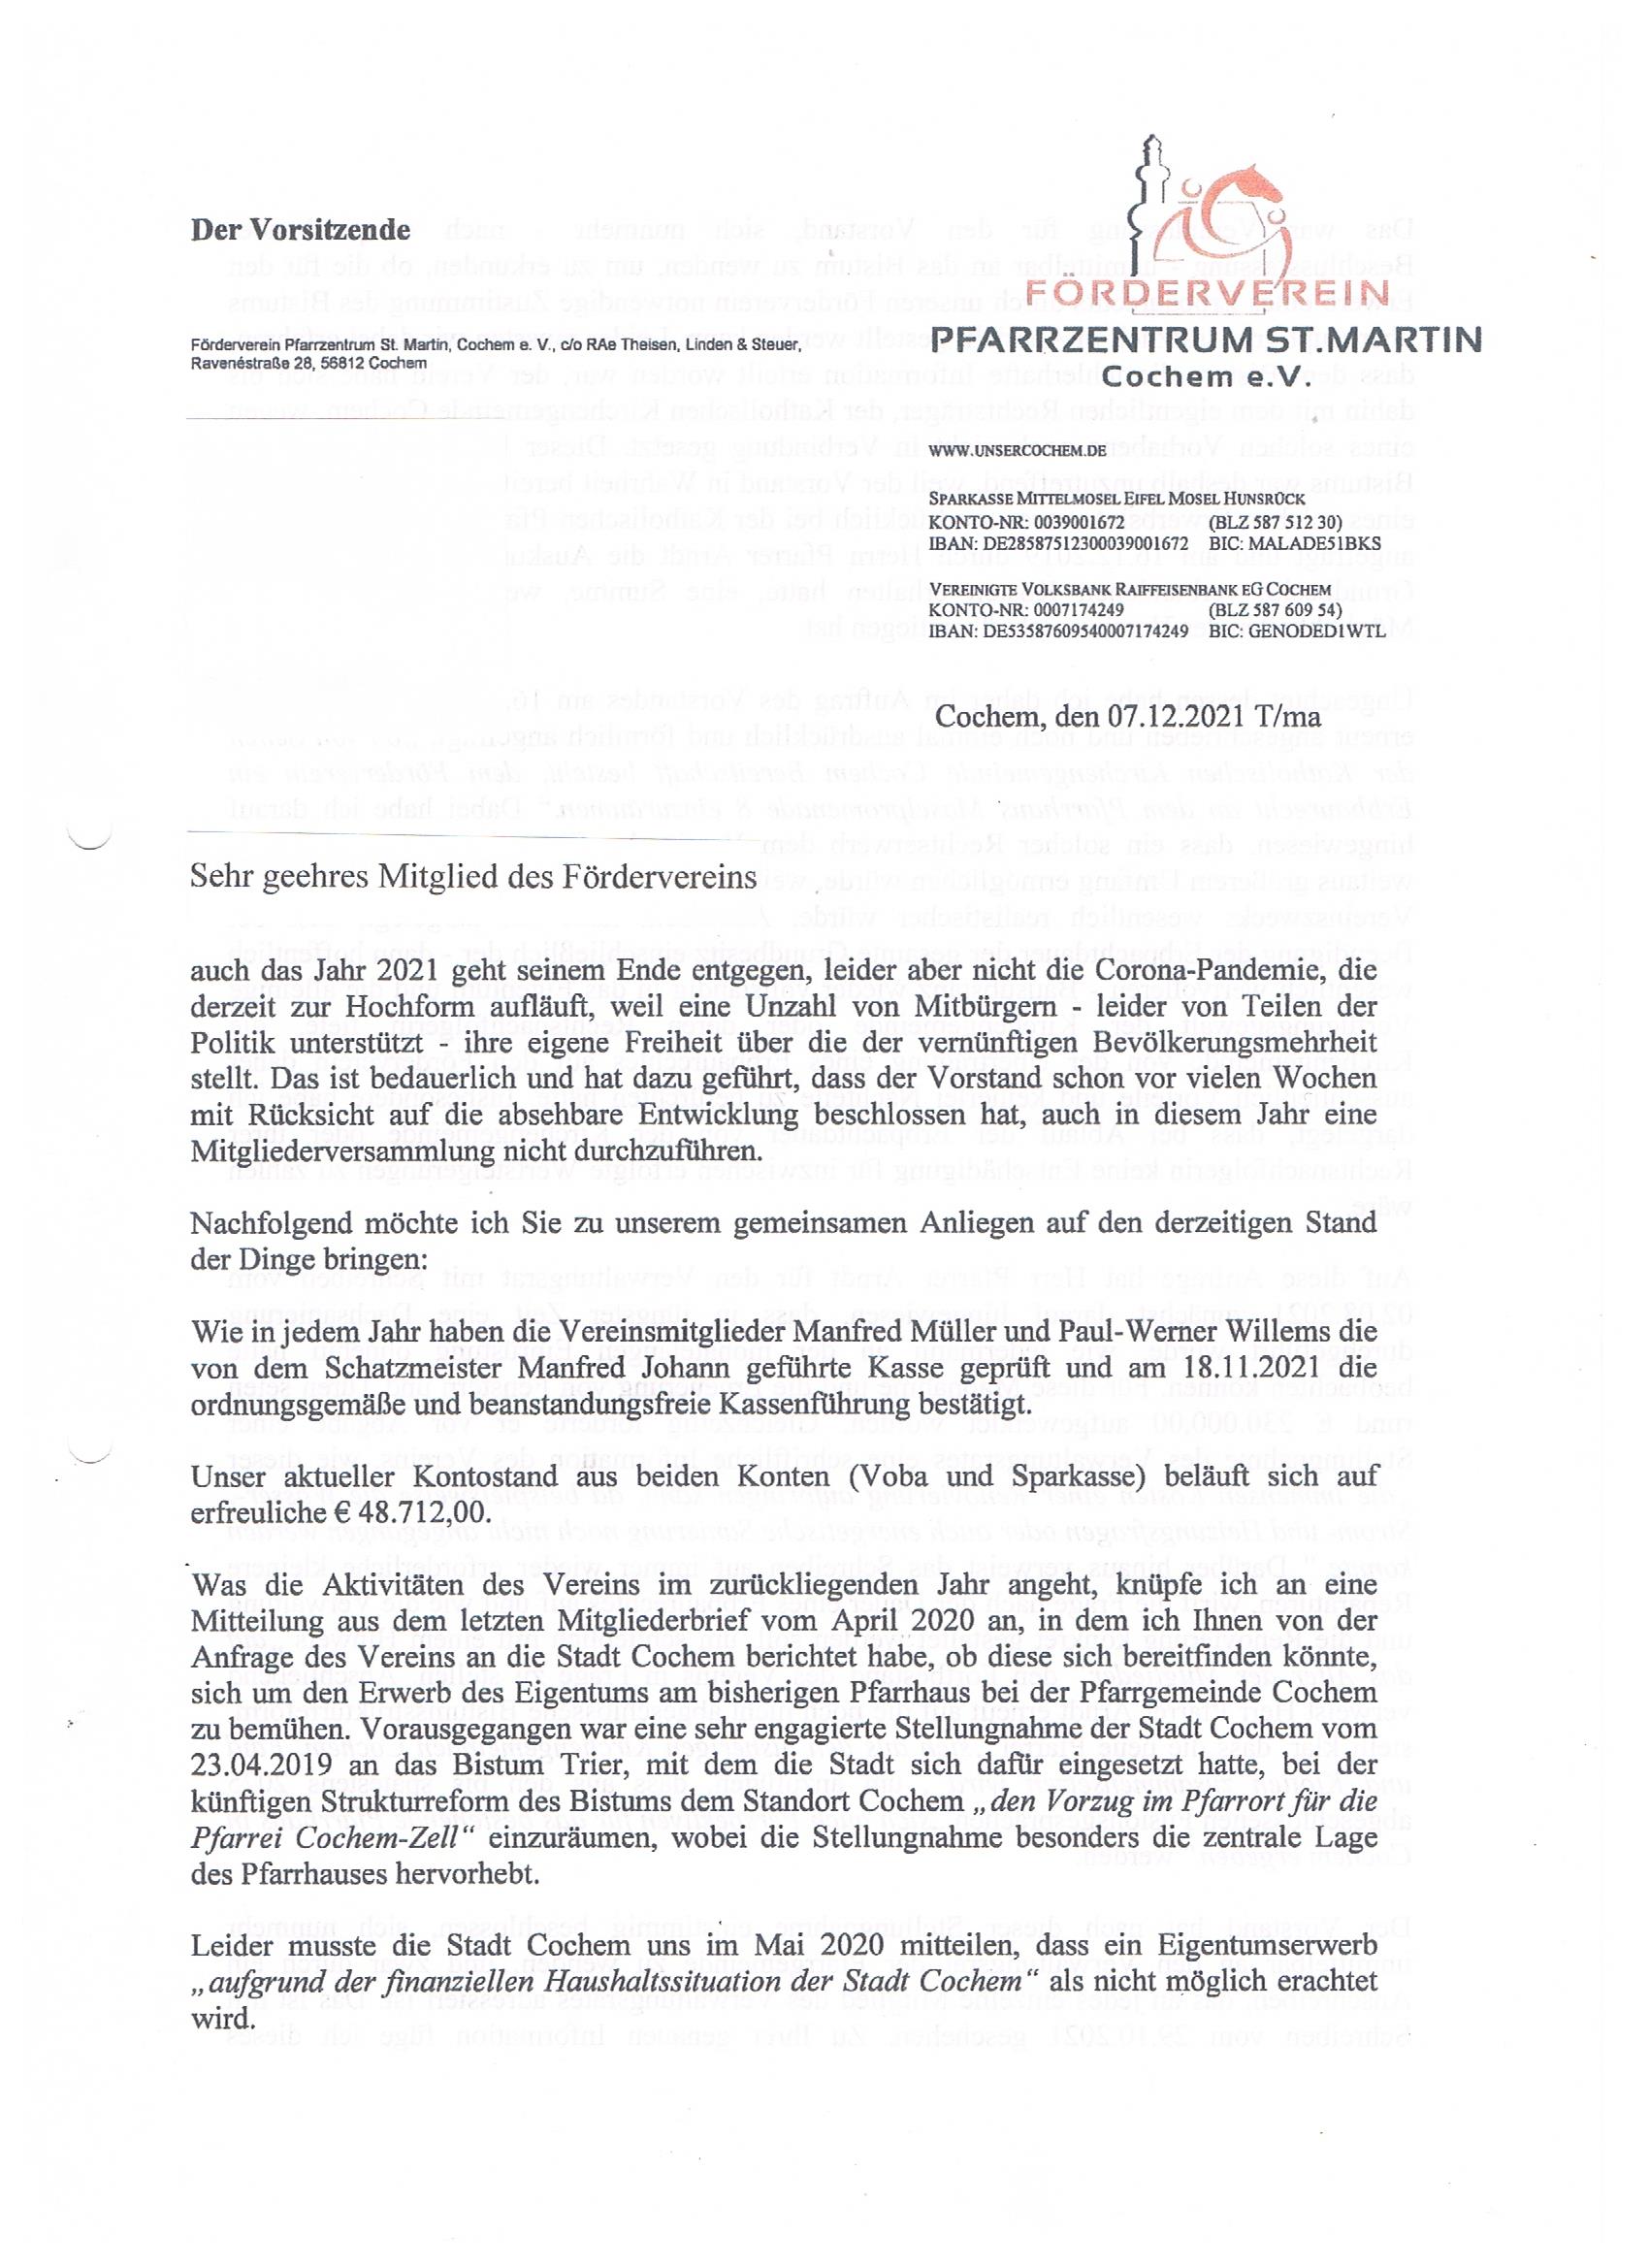 Der Vorsitzende
FÖRDERVEREIN
PFARRZENTRUM ST.MARTIN
Cochem e.V.
Förderverein Pfarrzentrum St. Martin, Cochem e. V., c/o RAe Theisen, Linden & Steuer,
Ravenéstraße 28, 56812 Cochem
WWW.UNSERCOCHEM.DE
SPARKASSE MITTELMOSEL EIFEL MOSEL HUNSRÜCK
KONTO-NR: 0039001672 (BLZ 587 512 30)
IBAN: DE28587512300039001672 BIC: MALADE51BKS
VEREINIGTE VOLKSBANK RAIFFEISENBANK EG COCHEM
KONTO-NR: 0007174249 (BLZ 587 609 54)
IBAN: DE53587609540007174249 BIC: GENODED1WTL
Cochem, den 07.12.2021 T/ma
Sehr geehres Mitglied des Fördervereins
auch das Jahr 2021 geht seinem Ende entgegen, leider aber nicht die Corona-Pandemie, die
derzeit zur Hochform aufläuft, weil eine Unzahl von Mitbürgern - leider von Teilen der
Politik unterstützt - ihre eigene Freiheit über die der vernünftigen Bevölkerungsmehrheit
stellt. Das ist bedauerlich und hat dazu geführt, dass der Vorstand schon vor vielen Wochen
mit Rücksicht auf die absehbare Entwicklung beschlossen hat, auch in diesem Jahr eine
Mitgliederversammlung nicht durchzuführen.
Nachfolgend möchte ich Sie zu unserem gemeinsamen Anliegen auf den derzeitigen Stand
der Dinge bringen:
Wie in jedem Jahr haben die Vereinsmitglieder Manfred Müller und Paul-Werner Willems die
von dem Schatzmeister Manfred Johann geführte Kasse geprüft und am 18.11.2021 die
ordnungsgemäße und beanstandungsfreie Kassenführung bestätigt.
Unser aktueller Kontostand aus beiden Konten (Voba und Sparkasse) beläuft sich auf
erfreuliche € 48.712,00.
Was die Aktivitäten des Vereins im zurückliegenden Jahr angeht, knüpfe ich an eine
Mitteilung aus dem letzten Mitgliederbrief vom April 2020 an, in dem ich Ihnen von der
Anfrage des Vereins an die Stadt Cochem berichtet habe, ob diese sich bereitfinden könnte,
sich um den Erwerb des Eigentums am bisherigen Pfarrhaus bei der Pfarrgemeinde Cochem
zu bemühen. Vorausgegangen war eine sehr engagierte Stellungnahme der Stadt Cochem vom
23.04.2019 an das Bistum Trier, mit dem die Stadt sich dafür eingesetzt hatte, bei der
künftigen Strukturreform des Bistums dem Standort Cochem „den Vorzug im Pfarrort für die
Pfarrei Cochem-Zell“ einzuräumen, wobei die Stellungnahme besonders die zentrale Lage
des Pfarrhauses hervorhebt.
Leider musste die Stadt Cochem uns im Mai 2020 mitteilen, dass ein Eigentumserwerb
„aufgrund der finanziellen Haushaltssituation der Stadt Cochem“ als nicht möglich erachtet
wird.